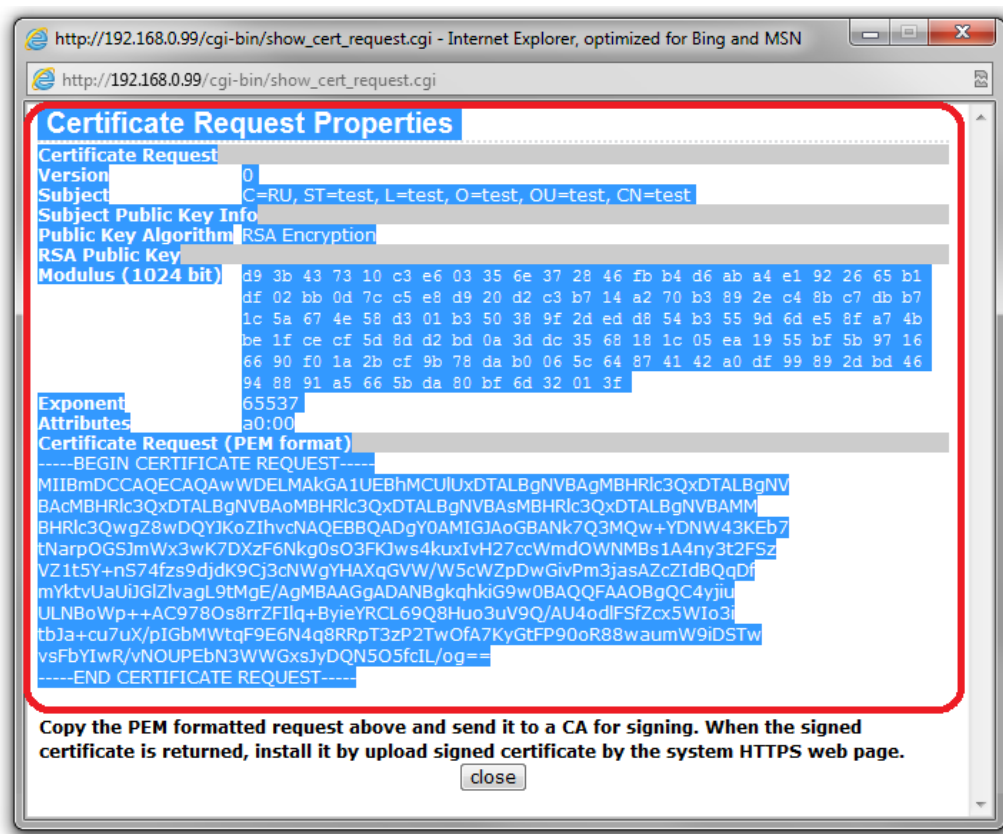 http://192.168.0.99/cgi-bin/show_cert_request.cgi - Internet Explorer, optimized for Bing and MSN
http://192.168.0.99/cgi-bin/show_cert_request.cgi
Certificate Request Properties
Certificate Request
Version 0
Subject C=RU, ST=test, L=test, O=test, OU=test, CN=test
Subject Public Key Info
Public Key Algorithm RSA Encryption
RSA Public Key
Modulus (1024 bit) d9 3b 43 73 10 c3 e6 03 35 6e 37 28 46 fb b4 d6 ab a4 e1 92 26 65 b1
df 02 bb 0d 7c c5 e8 d9 20 d2 c3 b7 14 a2 70 b3 89 2e c4 8b c7 db b7
1c 5a 67 4e 58 d3 01 b3 50 38 9f 2d ed d8 54 b3 55 9d 6d e5 8f a7 4b
be 1f ce cf 5d 8d d2 bd 0a 3d dc 35 68 18 1c 05 ea 19 55 bf 5b 97 16
66 90 f0 1a 2b cf 9b 78 da b0 06 5c 64 87 41 42 a0 df 99 89 2d bd 46
94 88 91 a5 66 5b da 80 bf 6d 32 01 3f
Exponent 65537
Attributes a0:00
Certificate Request (PEM format)
-----BEGIN CERTIFICATE REQUEST-----
MIIBmDCCAQECAQAwWDELMAkGA1UEBhMCUlUxDTALBgNVBAgMBHRlc3QxDTALBgNV
BAcMBHRlc3QxDTALBgNVBAoMBHRlc3QxDTALBgNVBAsMBHRlc3QxDTALBgNVBAMM
BHRlc3QwgZ8wDQYJKoZIhvcNAQEBBQADgY0AMIGJAoGBANk7Q3MQw+YDNW43KEb7
tNarpOGSJmWx3wK7DXzF6Nkg0sO3FKJws4kuxIvH27ccWmdOWNMBs1A4ny3t2FSz
VZ1t5Y+nS74fzs9djdK9Cj3cNWgYHAXqGVW/W5cWZpDwGivPm3jasAZcZIdBQqDf
mYktvUaUiJGlZlvagL9tMgE/AgMBAAGgADANBgkqhkiG9w0BAQQFAAOBgQC4yjiu
ULNBoWp++AC978Os8rrZFIlq+ByieYRCL69Q8Huo3uV9Q/AU4odlFSfZcx5WIo3i
tbJa+cu7uX/pIGbMWtqF9E6N4q8RRpT3zP2TwOfA7KyGtFP90oR88waumW9iDSTw
vsFbYIwR/vNOUPEbN3WWGxsJyDQN5O5fcIL/og==
-----END CERTIFICATE REQUEST-----
Copy the PEM formatted request above and send it to a CA for signing. When the signed
certificate is returned, install it by upload signed certificate by the system HTTPS web page.
close